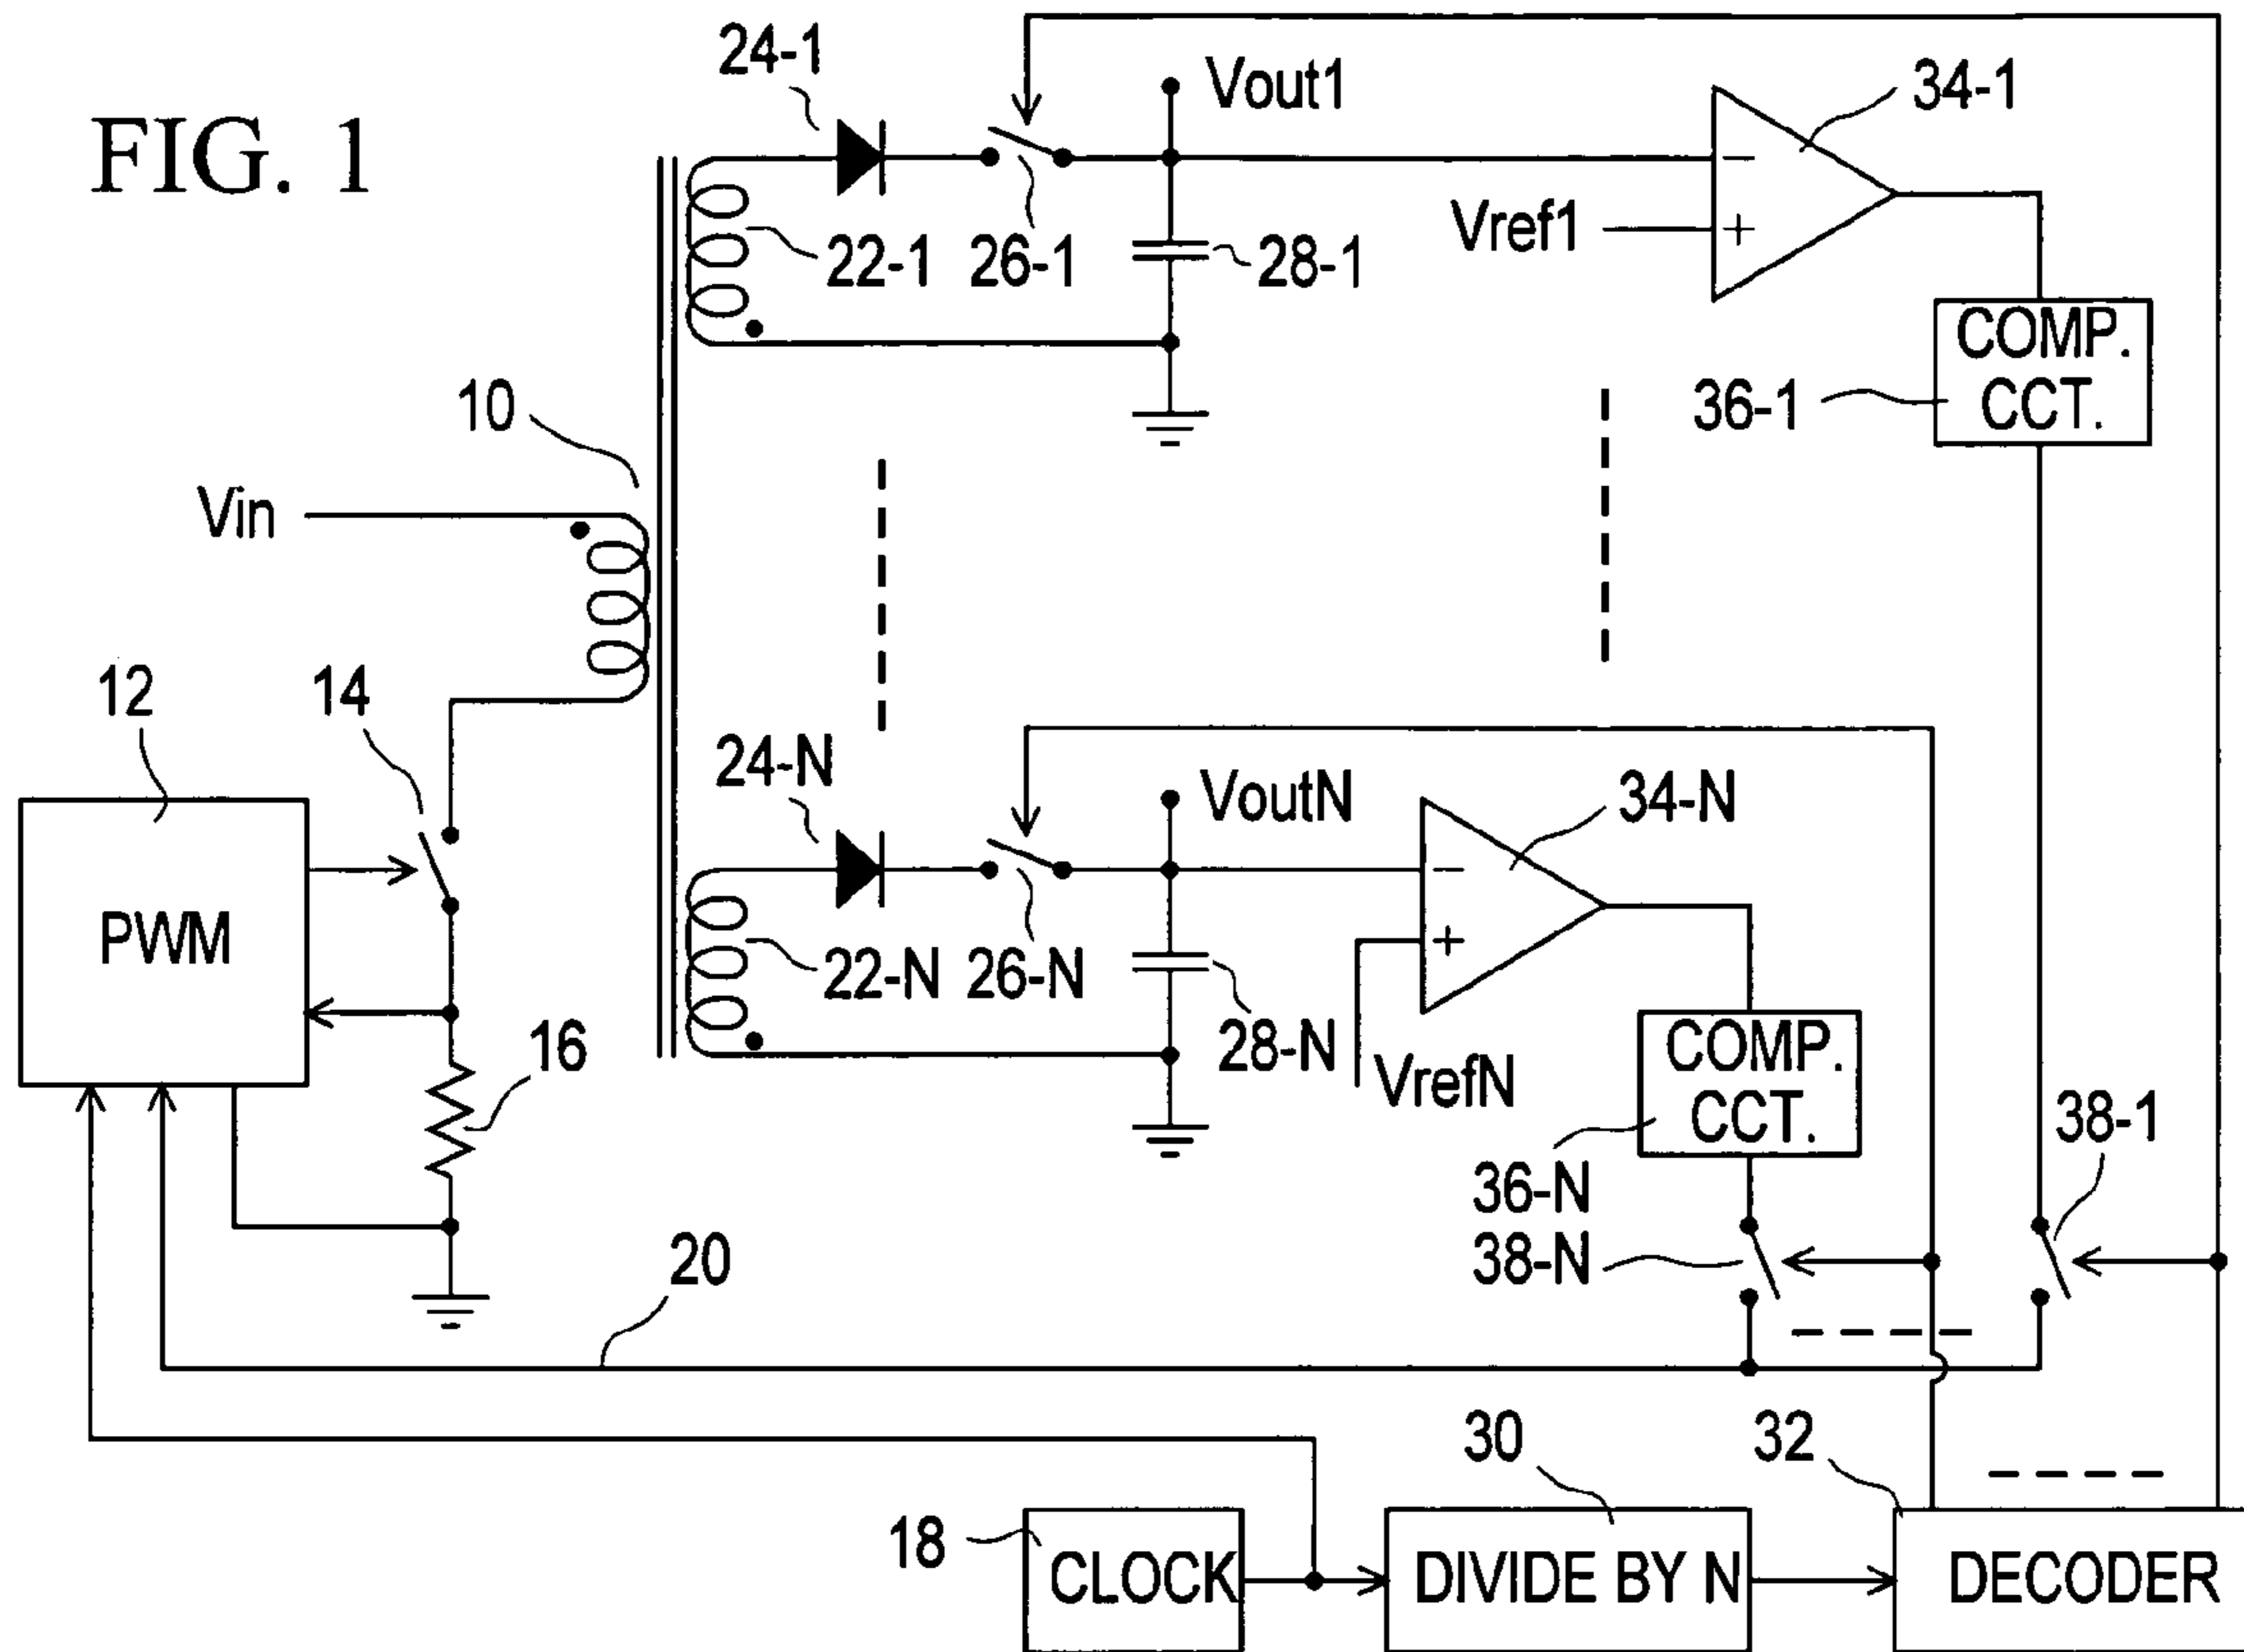 FIG. 1
24-1
Vout1
34-1
Vref1
22-1
26-1
28-1
COMP.
CCT.
36-1
10
Vin
12
14
24-N
VoutN
34-N
PWM
22-N
26-N
28-N
16
VrefN
COMP.
CCT.
38-1
36-N
38-N
20
30
32
18
CLOCK
DIVIDE BY N
DECODER